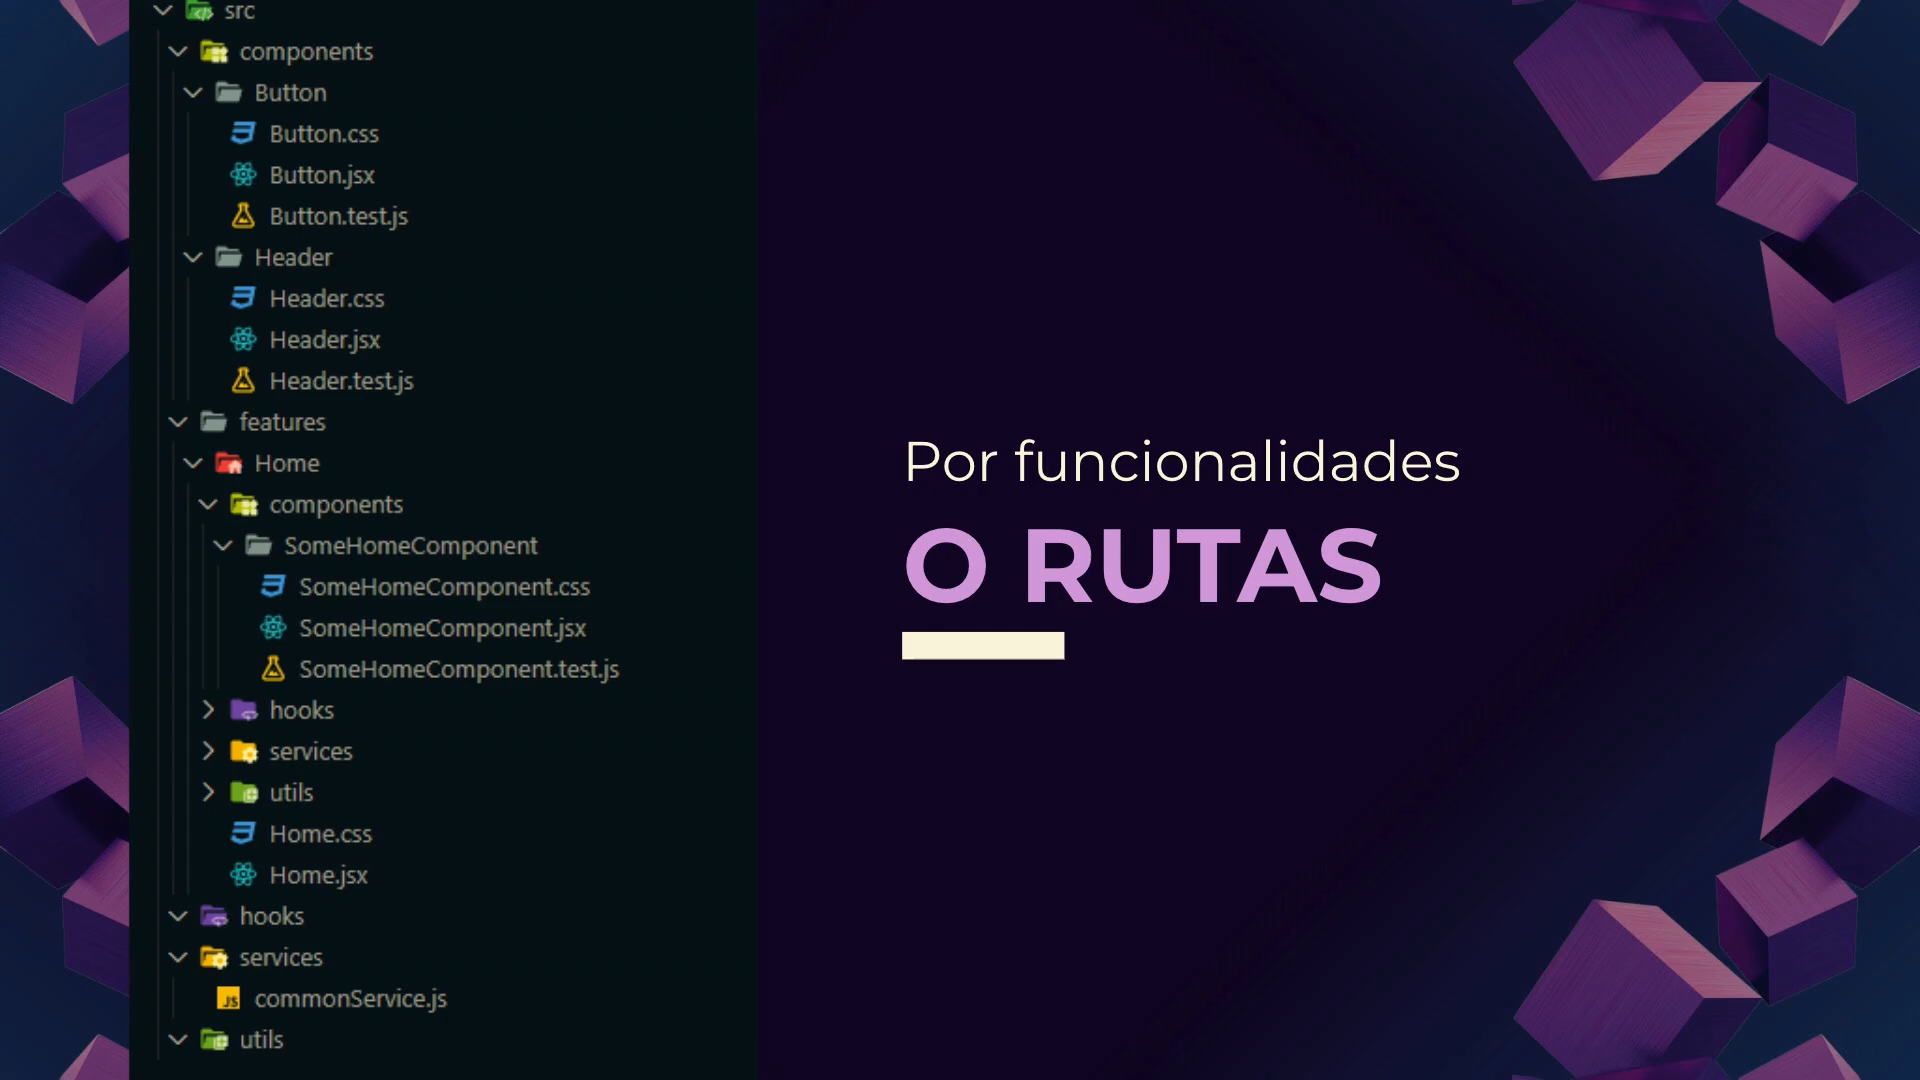 src
components
Button
Button.css
Button.jsx
Button.test.js
Header
Header.css
Header.jsx
Header.test.js
features
Home
components
SomeHomeComponent
SomeHomeComponent.css
SomeHomeComponent.jsx
SomeHomeComponent.test.js
hooks
services
utils
Home.css
Home.jsx
hooks
services
JS commonService.js
utils
Por funcionalidades
O RUTAS